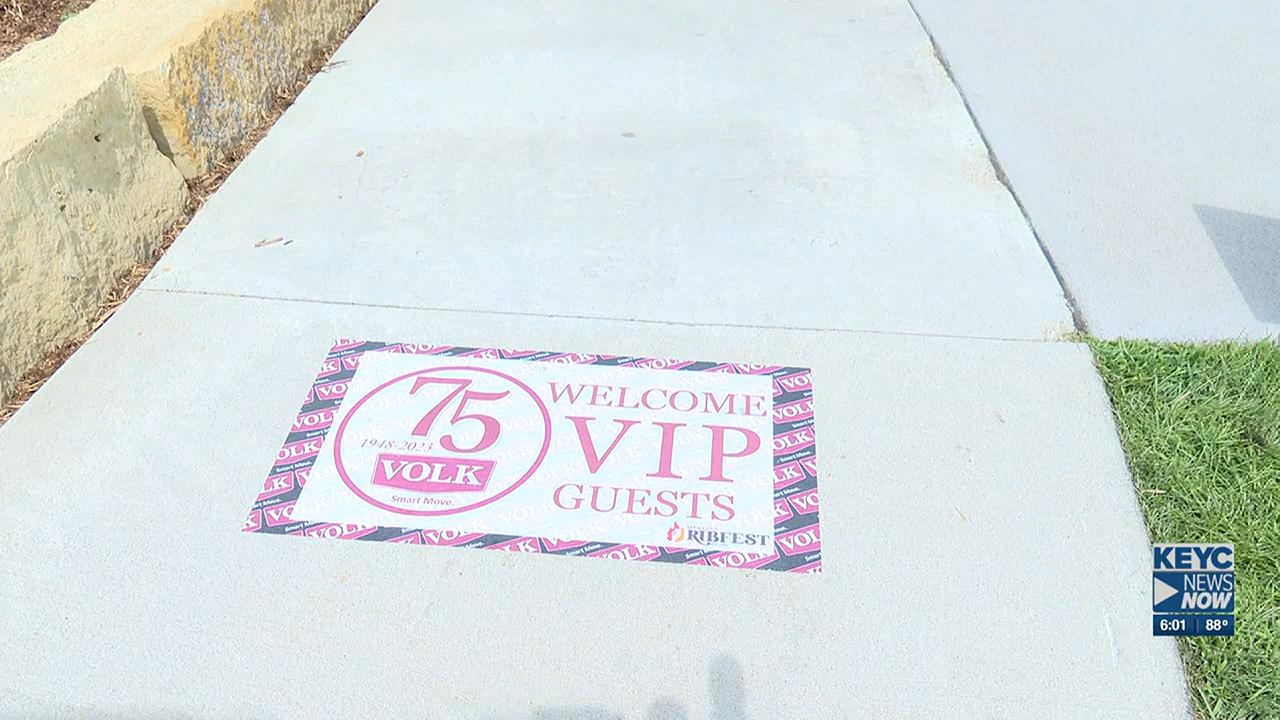 75
1948-2023
VOLK
Smart Move.
WELCOME
VIP
GUESTS
RIBFEST
KEYC
NEWS
NOW
6:01 88°